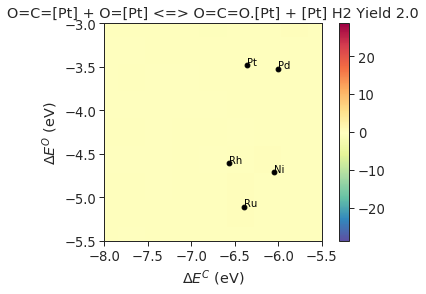 O=C=[Pt] + O=[Pt] <=> O=C=O.[Pt] + [Pt] H2 Yield 2.0
−3.0
−3.5
−4.0
−4.5
−5.0
−5.5
ΔE^O (eV)
Pt
Pd
Rh
Ni
Ru
−8.0 −7.5 −7.0 −6.5 −6.0 −5.5
ΔE^C (eV)
20
10
0
−10
−20